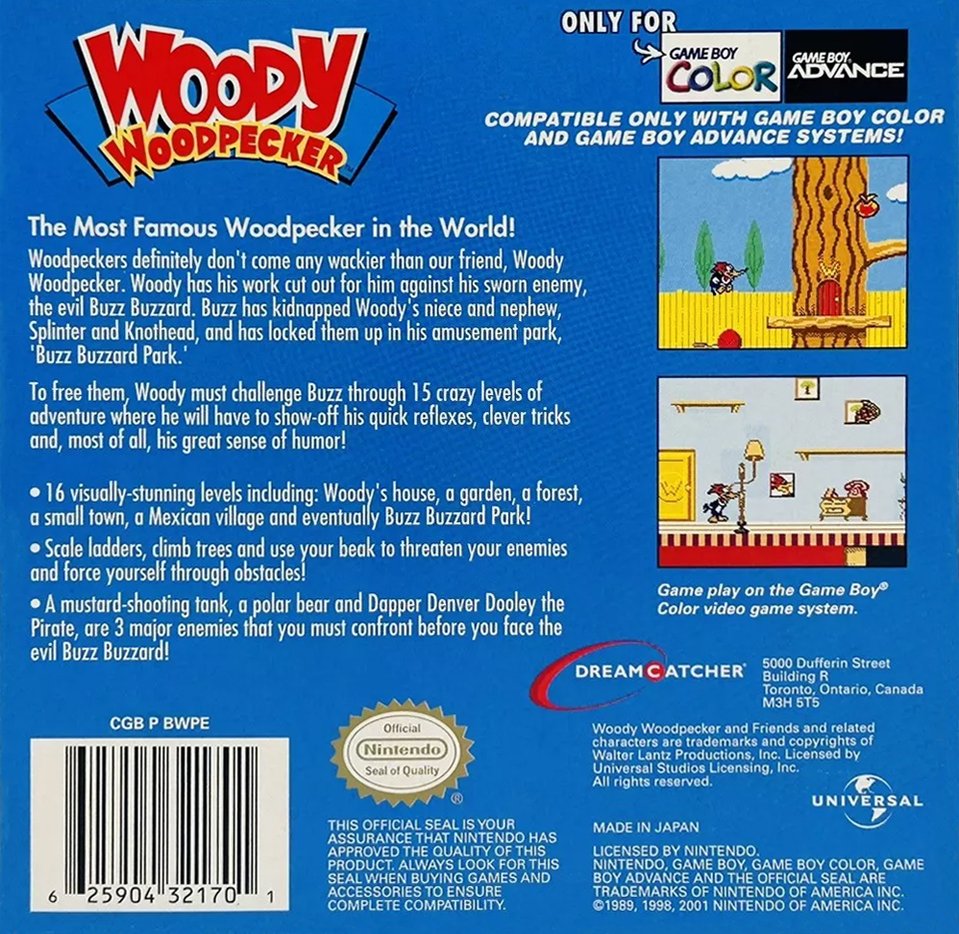 WOODY
WOODPECKER
ONLY FOR
GAME BOY
COLOR
GAME BOY
ADVANCE
COMPATIBLE ONLY WITH GAME BOY COLOR
AND GAME BOY ADVANCE SYSTEMS!
The Most Famous Woodpecker in the World!
Woodpeckers definitely don't come any wackier than our friend, Woody
Woodpecker. Woody has his work cut out for him against his sworn enemy,
the evil Buzz Buzzard. Buzz has kidnapped Woody's niece and nephew,
Splinter and Knothead, and has locked them up in his amusement park,
'Buzz Buzzard Park.'
To free them, Woody must challenge Buzz through 15 crazy levels of
adventure where he will have to show-off his quick reflexes, clever tricks
and, most of all, his great sense of humor!
• 16 visually-stunning levels including: Woody's house, a garden, a forest,
a small town, a Mexican village and eventually Buzz Buzzard Park!
• Scale ladders, climb trees and use your beak to threaten your enemies
and force yourself through obstacles!
• A mustard-shooting tank, a polar bear and Dapper Denver Dooley the
Pirate, are 3 major enemies that you must confront before you face the
evil Buzz Buzzard!
W
Game play on the Game Boy®
Color video game system.
DREAMCATCHER®
5000 Dufferin Street
Building R
Toronto, Ontario, Canada
M3H 5T5
CGB P BWPE
6 25904 32170 1
Official
Nintendo
Seal of Quality
®
THIS OFFICIAL SEAL IS YOUR
ASSURANCE THAT NINTENDO HAS
APPROVED THE QUALITY OF THIS
PRODUCT. ALWAYS LOOK FOR THIS
SEAL WHEN BUYING GAMES AND
ACCESSORIES TO ENSURE
COMPLETE COMPATIBILITY.
Woody Woodpecker and Friends and related
characters are trademarks and copyrights of
Walter Lantz Productions, Inc. Licensed by
Universal Studios Licensing, Inc.
All rights reserved.
UNIVERSAL
MADE IN JAPAN
LICENSED BY NINTENDO.
NINTENDO, GAME BOY, GAME BOY COLOR, GAME
BOY ADVANCE AND THE OFFICIAL SEAL ARE
TRADEMARKS OF NINTENDO OF AMERICA INC.
©1989, 1998, 2001 NINTENDO OF AMERICA INC.